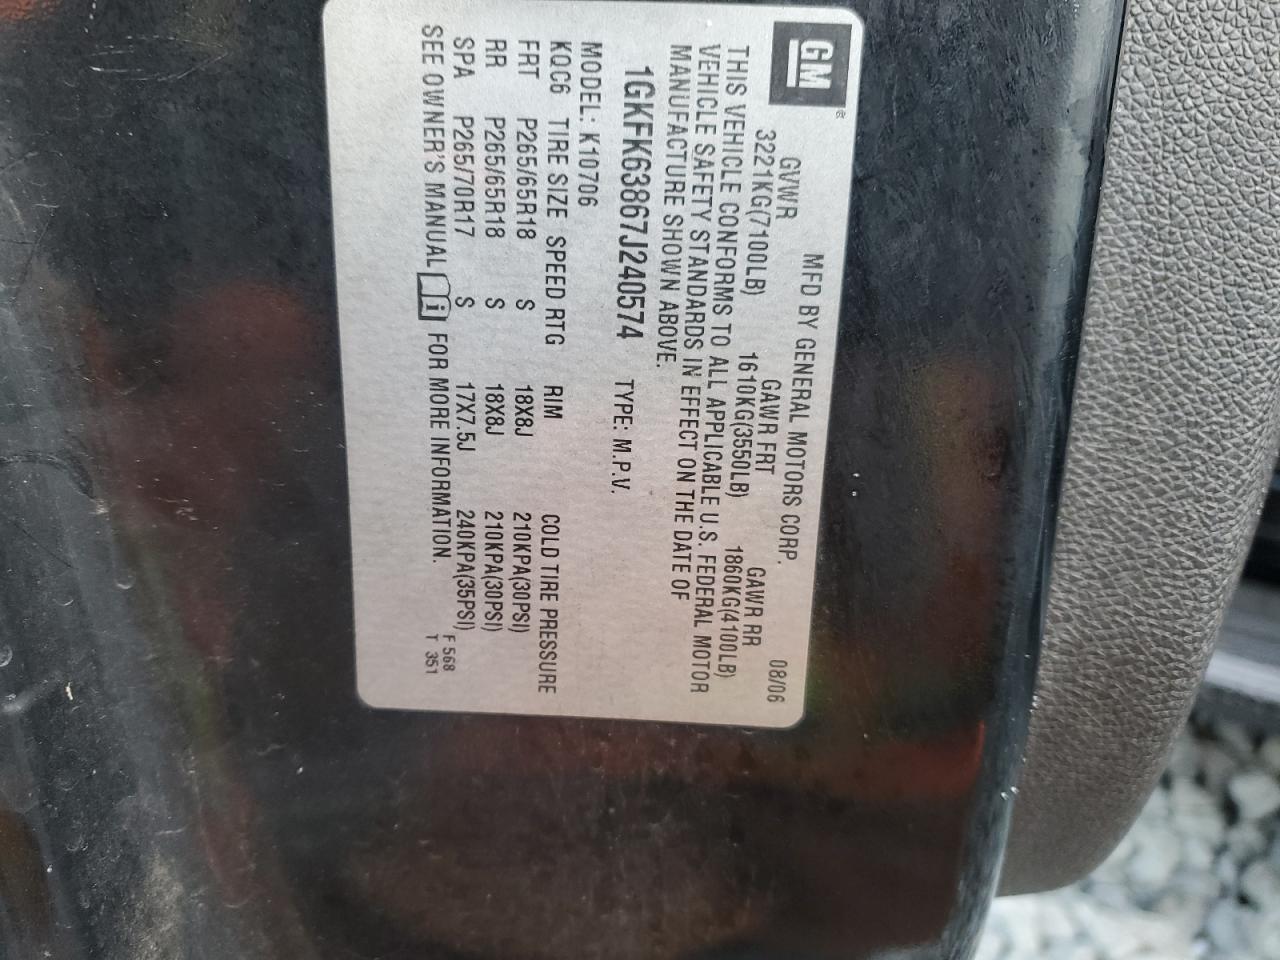 GM
MFD BY GENERAL MOTORS CORP. 08/06
GVWR GAWR FRT GAWR RR
3221KG(7100LB) 1610KG(3550LB) 1860KG(4100LB)
THIS VEHICLE CONFORMS TO ALL APPLICABLE U.S. FEDERAL MOTOR
VEHICLE SAFETY STANDARDS IN EFFECT ON THE DATE OF
MANUFACTURE SHOWN ABOVE.
1GKFK63867J240574 TYPE: M.P.V.
MODEL: K10706
KQC6 TIRE SIZE SPEED RTG RIM COLD TIRE PRESSURE
FRT P265/65R18 S 18X8J 210KPA(30PSI)
RR P265/65R18 S 18X8J 210KPA(30PSI)
SPA P265/70R17 S 17X7.5J 240KPA(35PSI)
SEE OWNER'S MANUAL i FOR MORE INFORMATION.
F 568
T 351